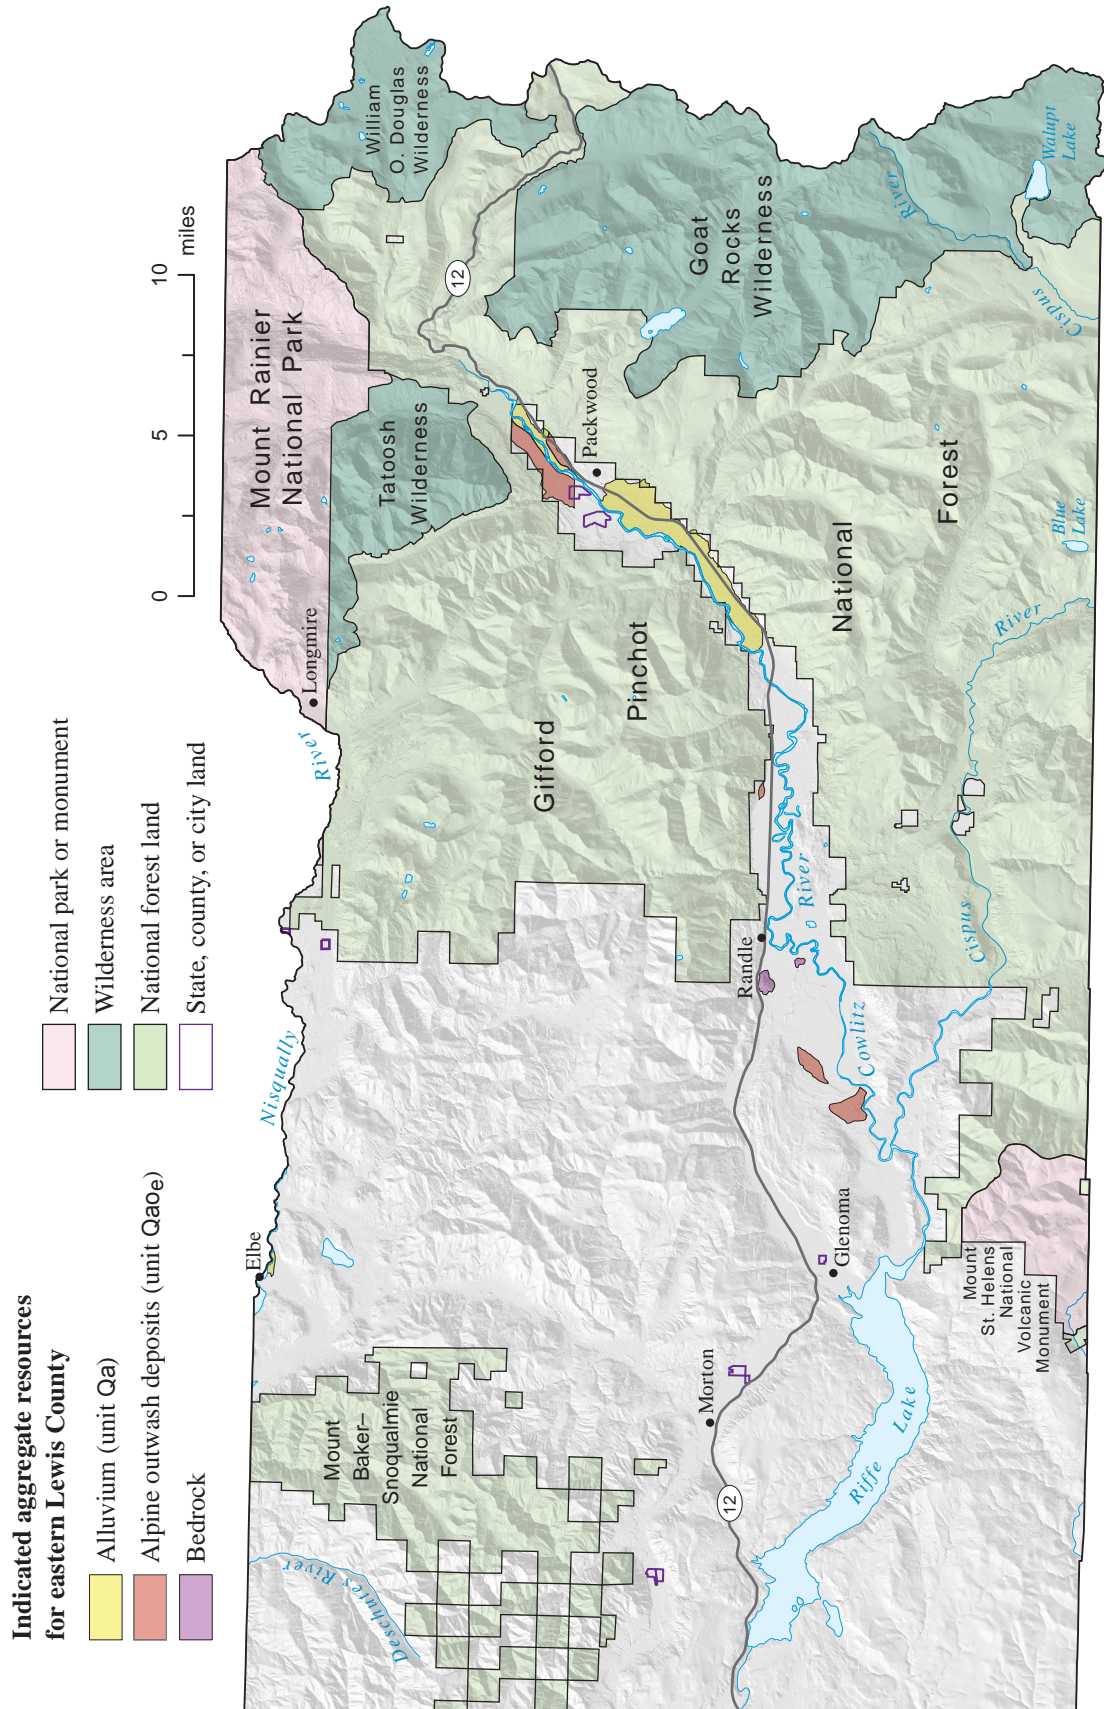 Indicated aggregate resources
for eastern Lewis County
Alluvium (unit Qa)
Alpine outwash deposits (unit Qaoe)
Bedrock
National park or monument
Wilderness area
National forest land
State, county, or city land
0
5
10
miles
Mount Rainier
National Park
Longmire
Tatoosh
Wilderness
William
O. Douglas
Wilderness
12
Goat
Rocks
Wilderness
Packwood
Walupt
Lake
Cispus
River
Blue
Lake
Gifford
Pinchot
National
Forest
Nisqually
River
Elbe
Randle
River
Cowlitz
Cispus
River
Glenoma
Mount
St. Helens
National
Volcanic
Monument
Mount
Baker–
Snoqualmie
National
Forest
Morton
12
Riffe
Lake
Deschutes River